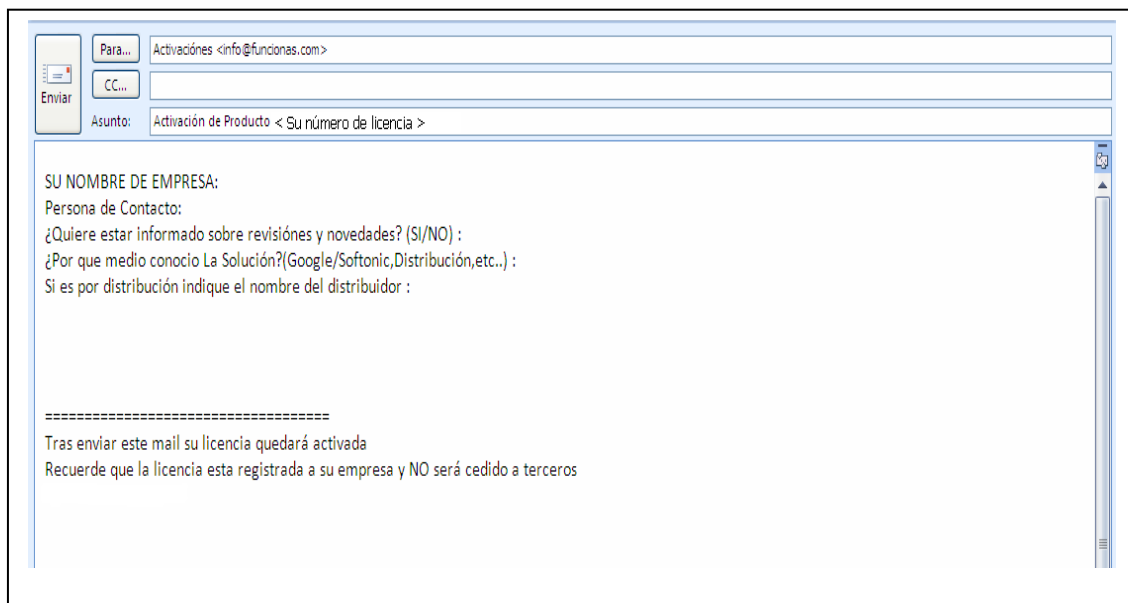 Para...
Activaciónes <info@funcionas.com>
CC...
Enviar
Asunto:
Activación de Producto < Su número de licencia >
SU NOMBRE DE EMPRESA:
Persona de Contacto:
¿Quiere estar informado sobre revisiónes y novedades? (SI/NO) :
¿Por que medio conocio La Solución?(Google/Softonic,Distribución,etc..) :
Si es por distribución indique el nombre del distribuidor :
====================================
Tras enviar este mail su licencia quedará activada
Recuerde que la licencia esta registrada a su empresa y NO será cedido a terceros